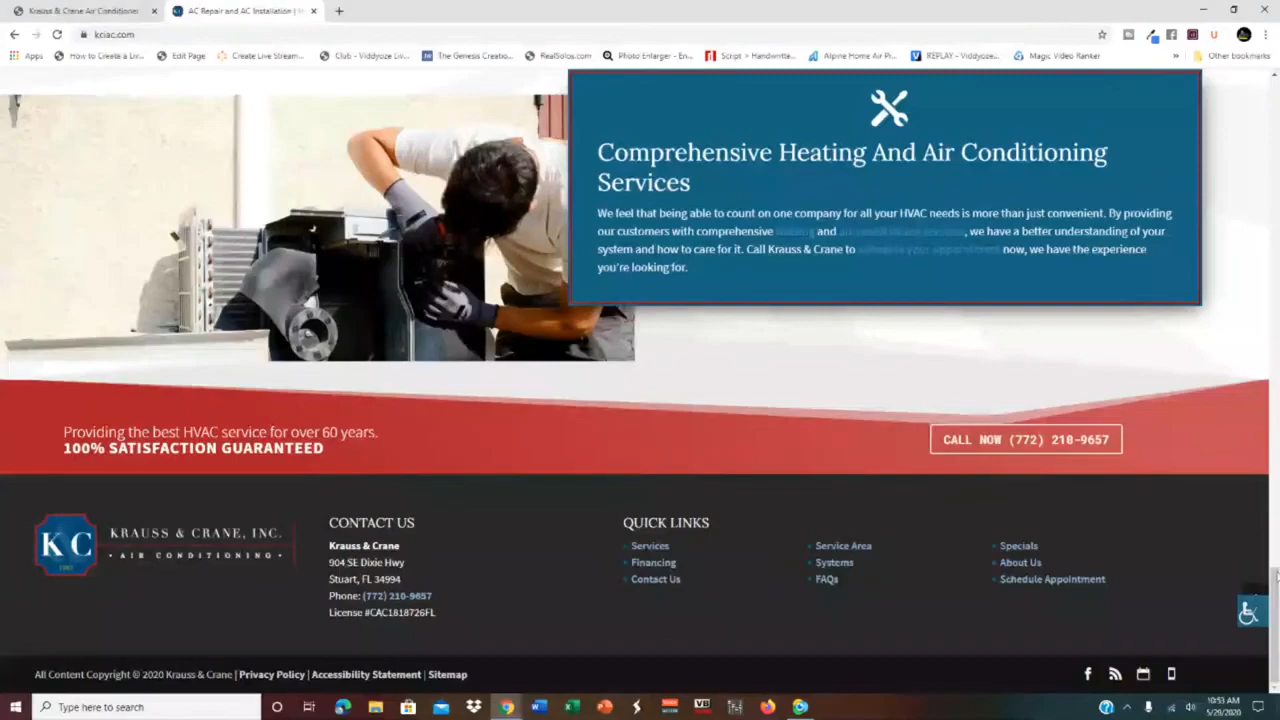 Krauss & Crane Air Conditioner
AC Repair and AC Installation |
kciac.com
Apps
How to Create a Liv...
Edit Page
Create Live Stream...
Club - Viddyoze Liv...
The Genesis Creatio...
RealSolos.com
Photo Enlarger - En...
Script > Handwritte...
Alpine Home Air Pr...
REPLAY - Viddyoze...
Magic Video Ranker
»
Other bookmarks
Comprehensive Heating And Air Conditioning
Services
We feel that being able to count on one company for all your HVAC needs is more than just convenient. By providing
our customers with comprehensive heating and , we have a better understanding of your
system and how to care for it. Call Krauss & Crane to schedule your appointment now, we have the experience
you're looking for.
Providing the best HVAC service for over 60 years.
100% SATISFACTION GUARANTEED
CALL NOW (772) 210-9657
KC
KRAUSS & CRANE, INC.
• AIR CONDITIONING •
CONTACT US
Krauss & Crane
904 SE Dixie Hwy
Stuart, FL 34994
Phone: (772) 210-9657
License #CAC1818726FL
QUICK LINKS
Services
Financing
Contact Us
Service Area
Systems
FAQs
Specials
About Us
Schedule Appointment
All Content Copyright © 2020 Krauss & Crane | Privacy Policy | Accessibility Statement | Sitemap
Type here to search
10:53 AM
5/29/2020